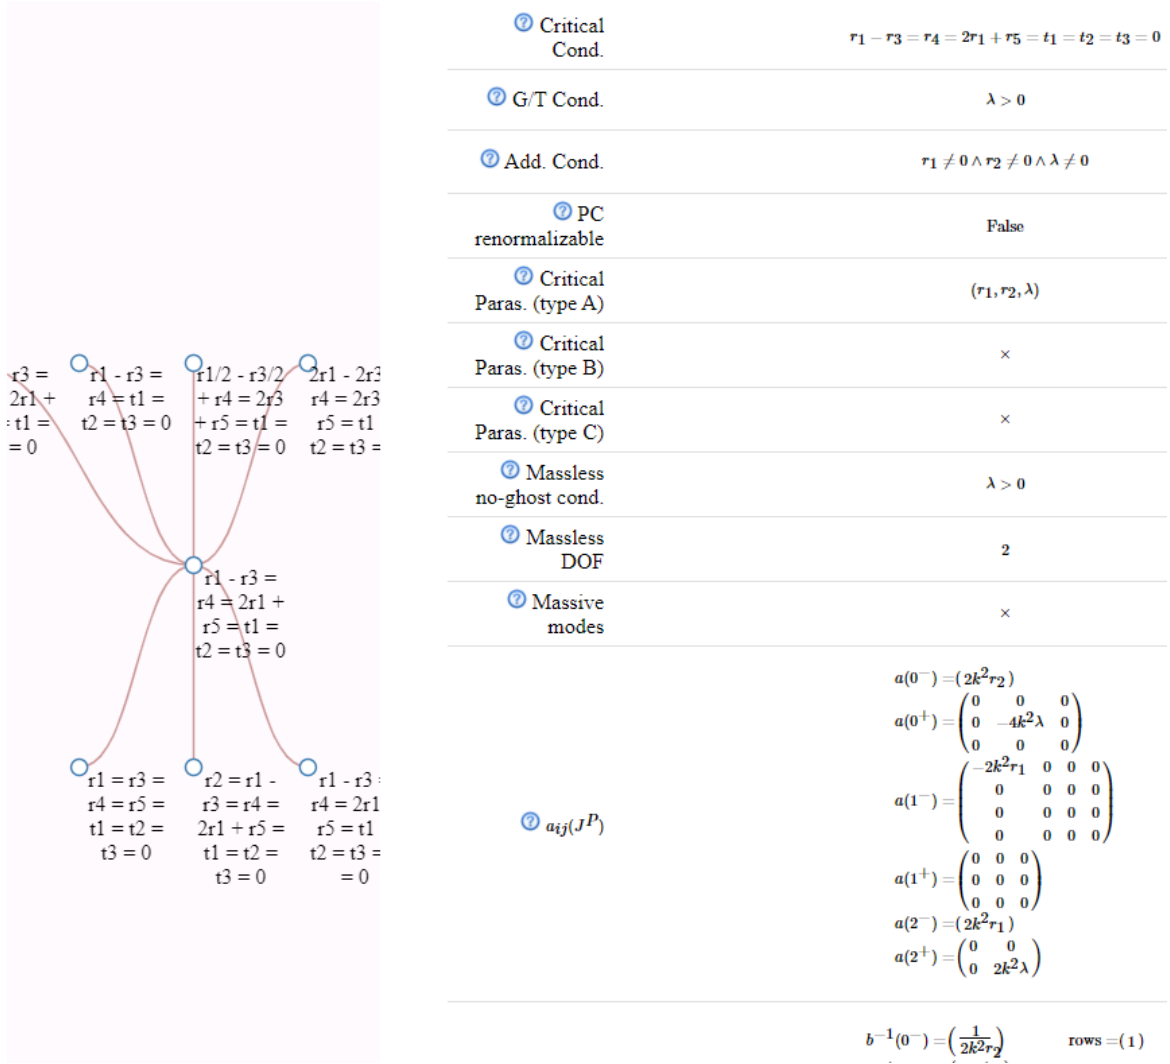 r3 =
2r1 +
t1 =
= 0
r1 - r3 =
r4 = t1 =
t2 = t3 = 0
r1/2 - r3/2
+ r4 = 2r3
+ r5 = t1 =
t2 = t3 = 0
2r1 - 2r3
r4 = 2r3
r5 = t1
t2 = t3 =
r1 - r3 =
r4 = 2r1 +
r5 = t1 =
t2 = t3 = 0
r1 = r3 =
r4 = r5 =
t1 = t2 =
t3 = 0
r2 = r1 -
r3 = r4 =
2r1 + r5 =
t1 = t2 =
t3 = 0
r1 - r3
r4 = 2r1
r5 = t1
t2 = t3 =
= 0
? Critical
Cond.
r₁ − r₃ = r₄ = 2r₁ + r₅ = t₁ = t₂ = t₃ = 0
? G/T Cond.
λ > 0
? Add. Cond.
r₁ ≠ 0 ∧ r₂ ≠ 0 ∧ λ ≠ 0
? PC
renormalizable
False
? Critical
Paras. (type A)
(r₁, r₂, λ)
? Critical
Paras. (type B)
×
? Critical
Paras. (type C)
×
? Massless
no-ghost cond.
λ > 0
? Massless
DOF
2
? Massive
modes
×
? aᵢⱼ(Jᴾ)
a(0⁻) =(2k²r₂)
a(0⁺) =
0 0 0
0 −4k²λ 0
0 0 0
a(1⁻) =
−2k²r₁ 0 0 0
0 0 0 0
0 0 0 0
0 0 0 0
a(1⁺) =
0 0 0
0 0 0
0 0 0
a(2⁻) =(2k²r₁)
a(2⁺) =
0 0
0 2k²λ
b⁻¹(0⁻) =(1/2k²r₂) rows =(1)